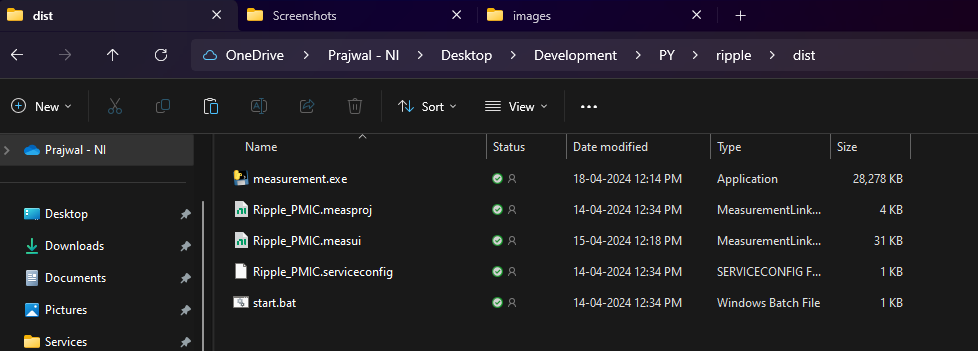 dist
Screenshots
images
OneDrive > Prajwal - NI > Desktop > Development > PY > ripple > dist
New
Sort
View
Prajwal - NI
Desktop
Downloads
Documents
Pictures
Services
Name Status Date modified Type Size
measurement.exe 18-04-2024 12:14 PM Application 28,278 KB
Ripple_PMIC.measproj 14-04-2024 12:34 PM MeasurementLink... 4 KB
Ripple_PMIC.measui 15-04-2024 12:18 PM MeasurementLink... 31 KB
Ripple_PMIC.serviceconfig 14-04-2024 12:34 PM SERVICECONFIG F... 1 KB
start.bat 14-04-2024 12:34 PM Windows Batch File 1 KB